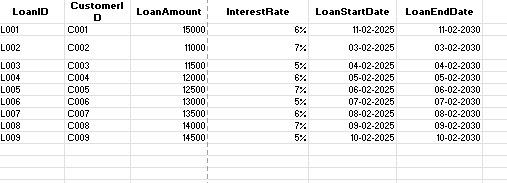 LoanID CustomerID LoanAmount InterestRate LoanStartDate LoanEndDate
L001 C001 15000 6% 11-02-2025 11-02-2030
L002 C002 11000 7% 03-02-2025 03-02-2030
L003 C003 11500 5% 04-02-2025 04-02-2030
L004 C004 12000 6% 05-02-2025 05-02-2030
L005 C005 12500 7% 06-02-2025 06-02-2030
L006 C006 13000 5% 07-02-2025 07-02-2030
L007 C007 13500 6% 08-02-2025 08-02-2030
L008 C008 14000 7% 09-02-2025 09-02-2030
L009 C009 14500 5% 10-02-2025 10-02-2030